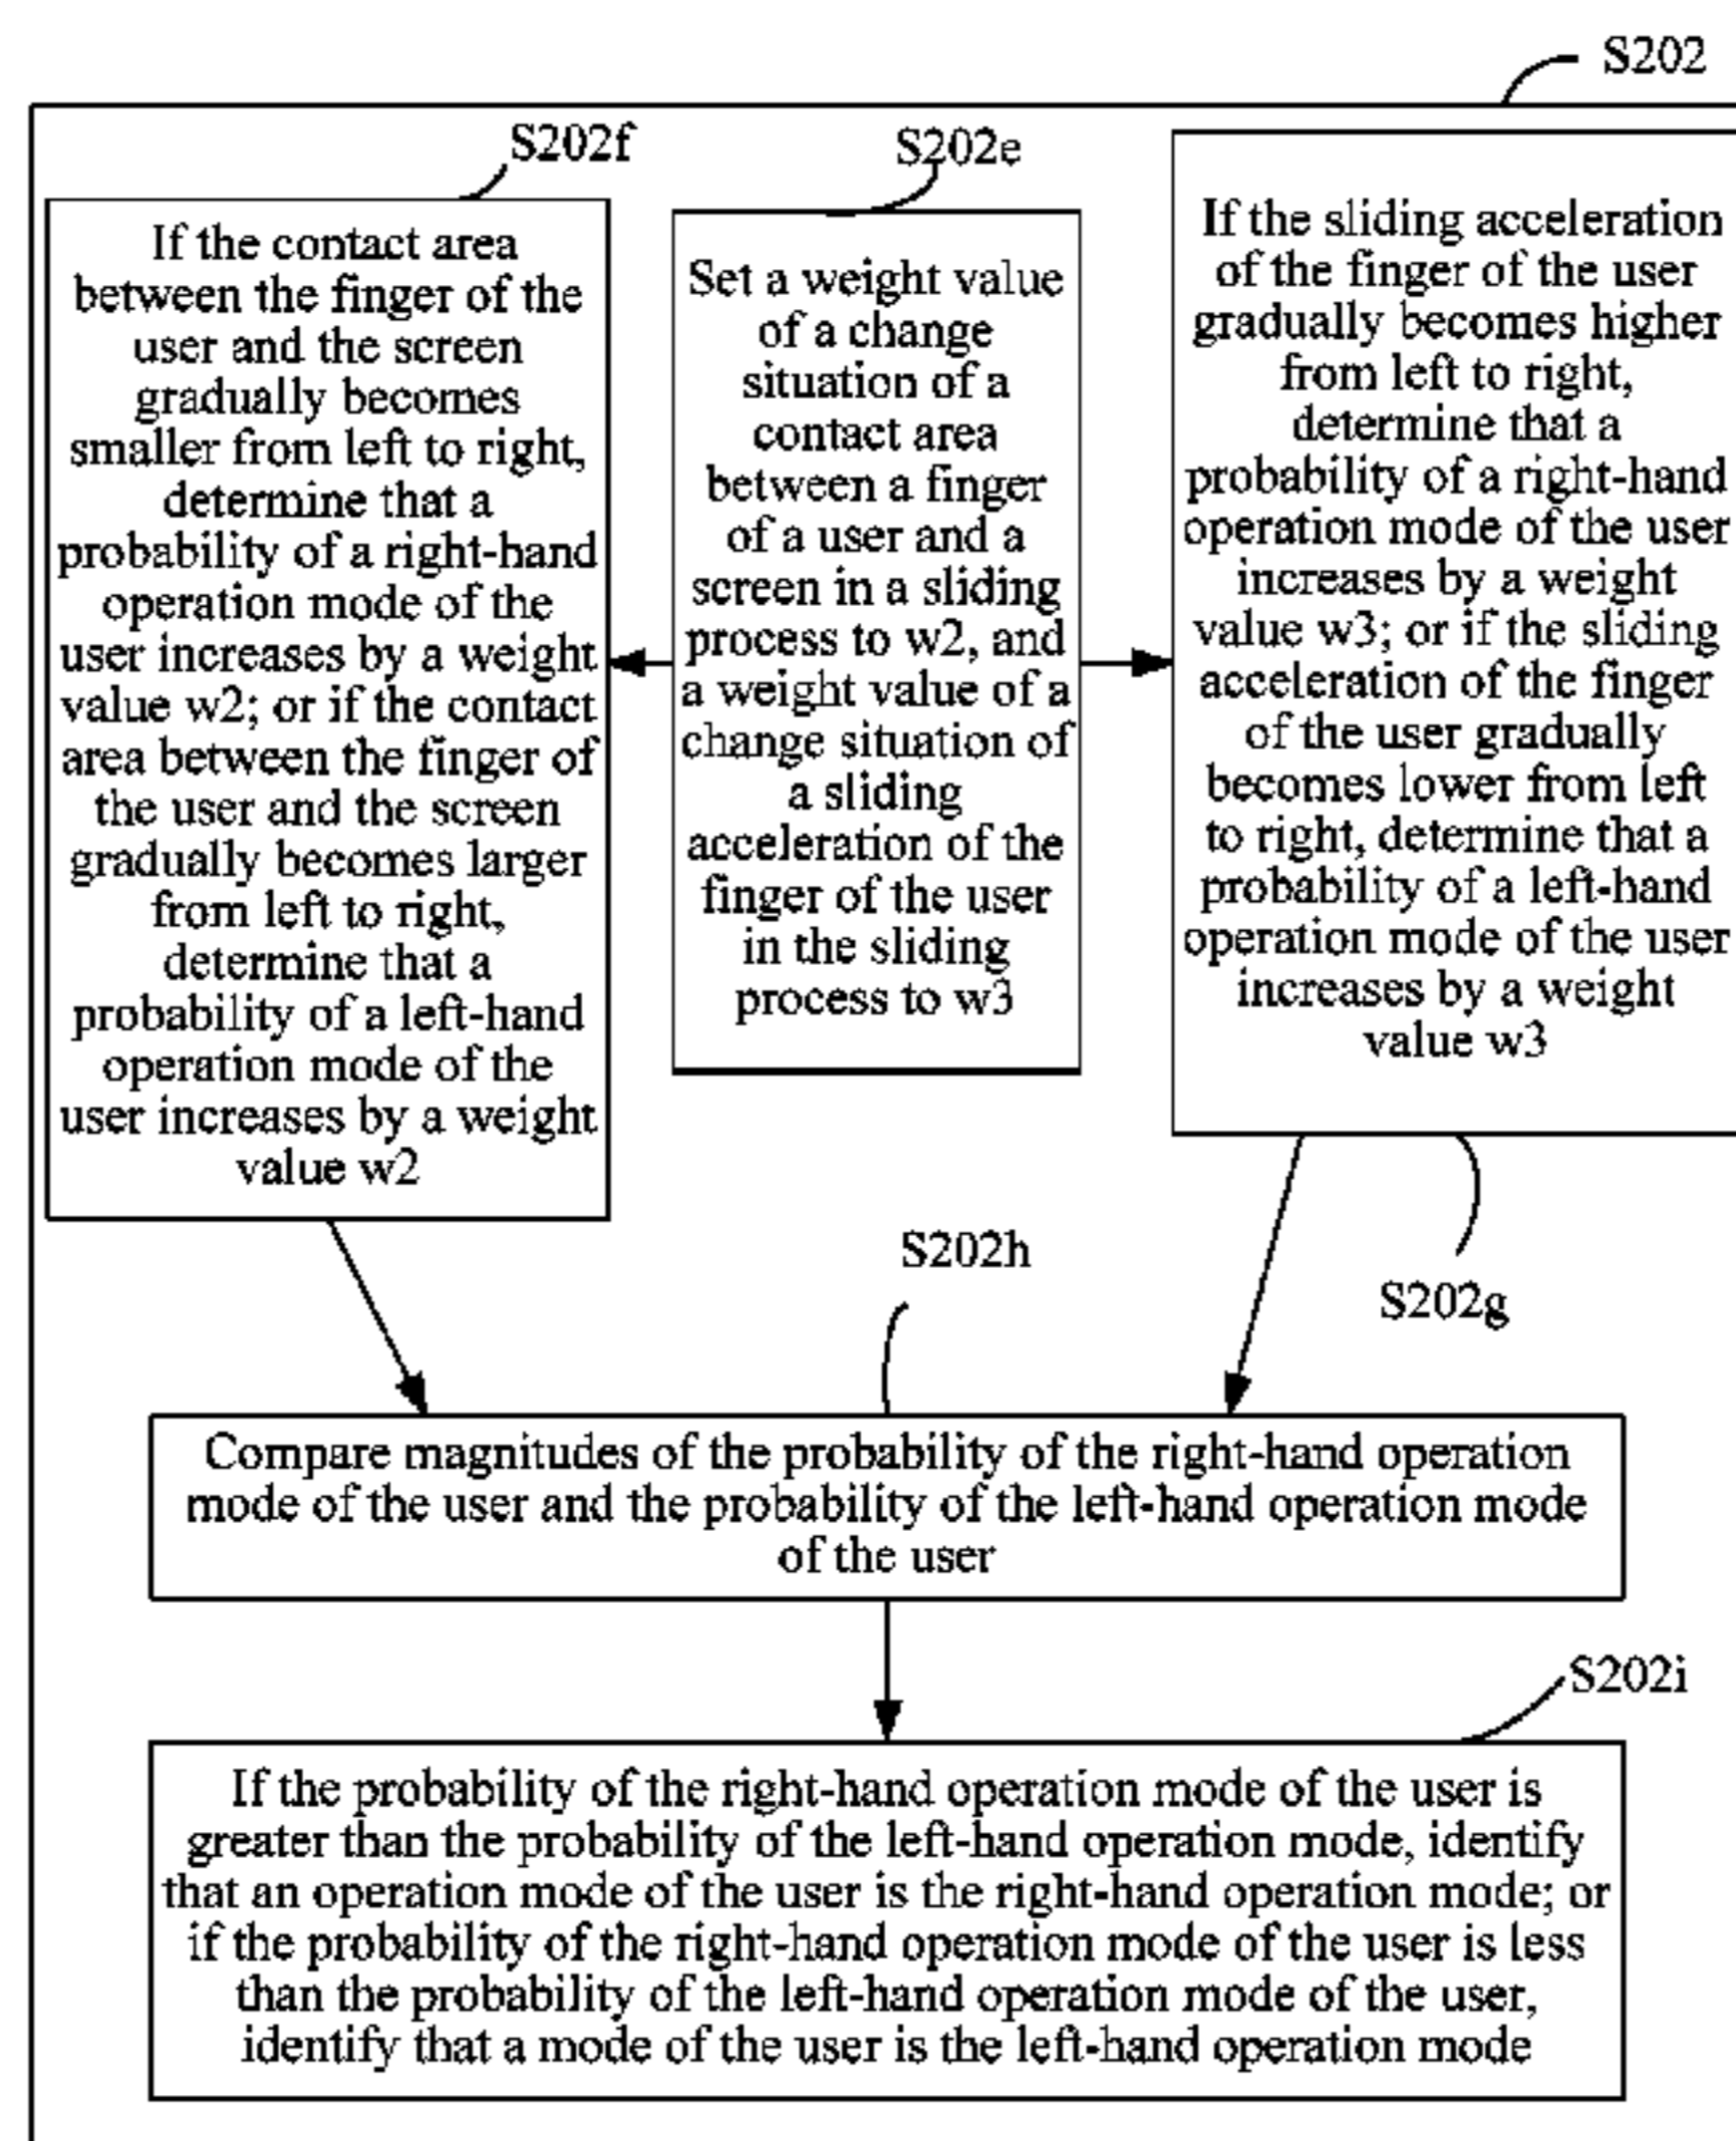 S202
S202f
If the contact area
between the finger of the
user and the screen
gradually becomes
smaller from left to right,
determine that a
probability of a right-hand
operation mode of the
user increases by a weight
value w2; or if the contact
area between the finger of
the user and the screen
gradually becomes larger
from left to right,
determine that a
probability of a left-hand
operation mode of the
user increases by a weight
value w2
S202e
Set a weight value
of a change
situation of a
contact area
between a finger
of a user and a
screen in a sliding
process to w2, and
a weight value of a
change situation of
a sliding
acceleration of the
finger of the user
in the sliding
process to w3
If the sliding acceleration
of the finger of the user
gradually becomes higher
from left to right,
determine that a
probability of a right-hand
operation mode of the user
increases by a weight
value w3; or if the sliding
acceleration of the finger
of the user gradually
becomes lower from left
to right, determine that a
probability of a left-hand
operation mode of the user
increases by a weight
value w3
S202g
S202h
Compare magnitudes of the probability of the right-hand operation
mode of the user and the probability of the left-hand operation mode
of the user
S202i
If the probability of the right-hand operation mode of the user is
greater than the probability of the left-hand operation mode, identify
that an operation mode of the user is the right-hand operation mode; or
if the probability of the right-hand operation mode of the user is less
than the probability of the left-hand operation mode of the user,
identify that a mode of the user is the left-hand operation mode